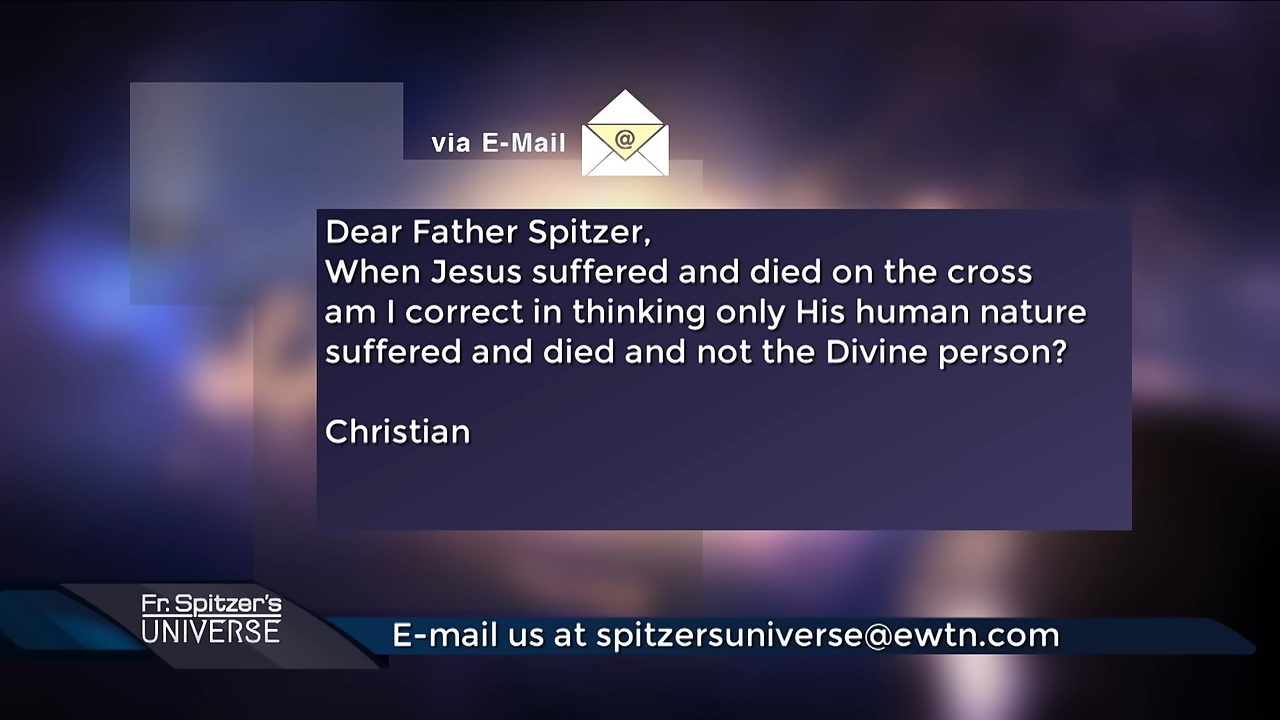 via E-Mail
@
Dear Father Spitzer,
When Jesus suffered and died on the cross
am I correct in thinking only His human nature
suffered and died and not the Divine person?
Christian
Fr. Spitzer's
UNIVERSE
E-mail us at spitzersuniverse@ewtn.com